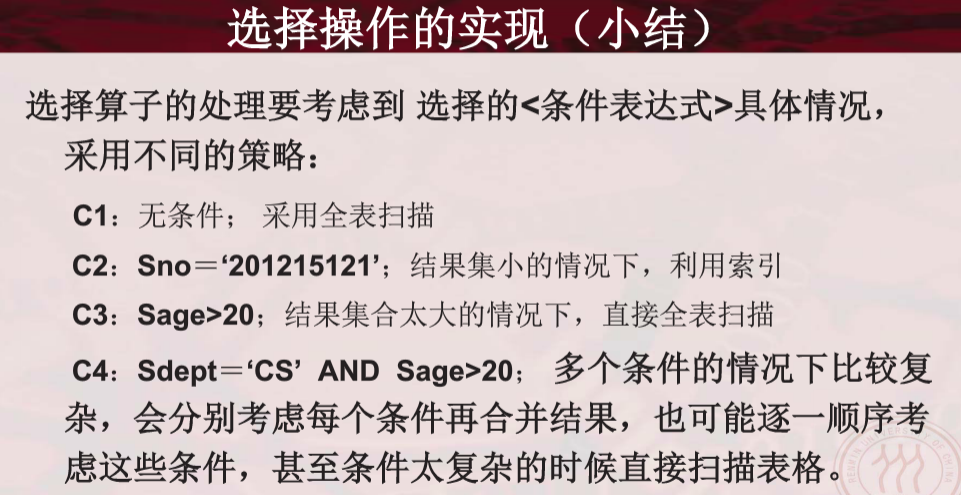 选择操作的实现（小结）
选择算子的处理要考虑到 选择的<条件表达式>具体情况，
采用不同的策略：
C1：无条件； 采用全表扫描
C2：Sno＝‘201215121’；结果集小的情况下，利用索引
C3：Sage>20；结果集合太大的情况下，直接全表扫描
C4：Sdept＝‘CS’ AND Sage>20； 多个条件的情况下比较复
杂，会分别考虑每个条件再合并结果，也可能逐一顺序考
虑这些条件，甚至条件太复杂的时候直接扫描表格。